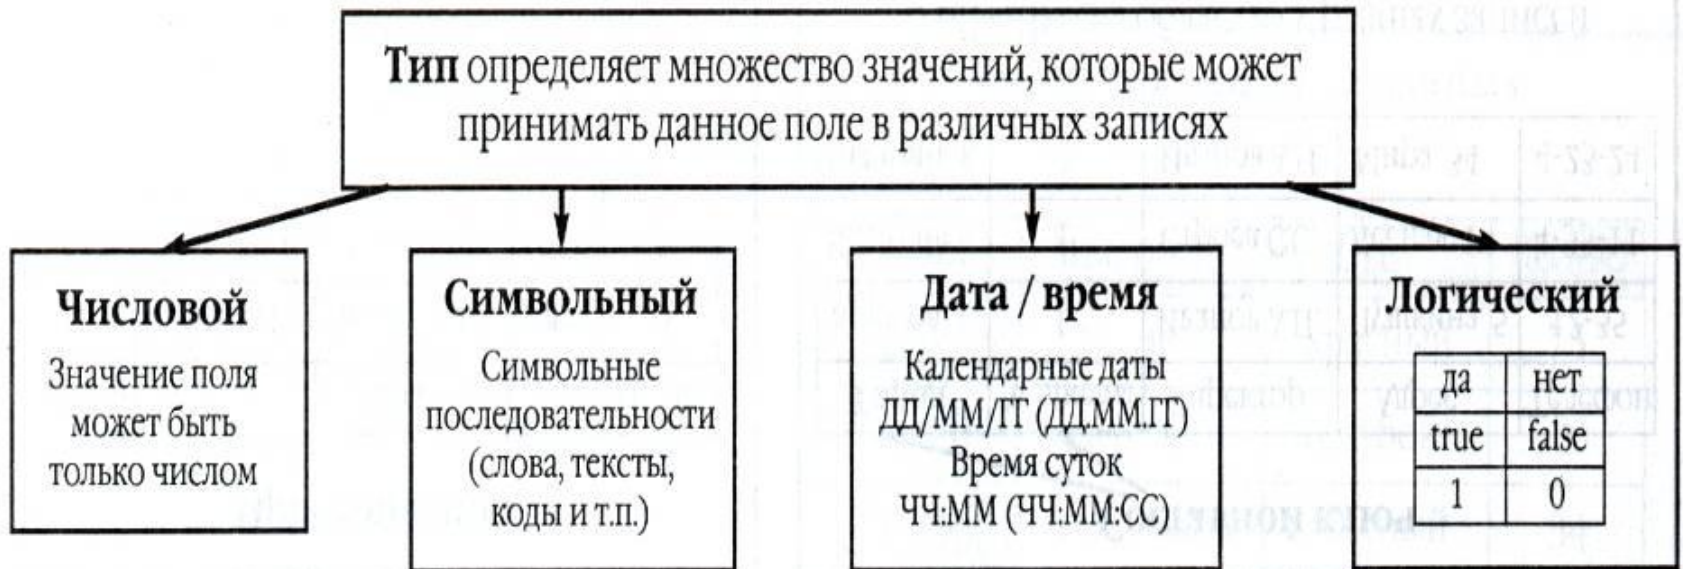 Тип определяет множество значений, которые может
принимать данное поле в различных записях
Числовой
Значение поля
может быть
только числом
Символьный
Символьные
последовательности
(слова, тексты,
коды и т.п.)
Дата / время
Календарные даты
ДД/ММ/ГГ (ДД.ММ.ГГ)
Время суток
ЧЧ:ММ (ЧЧ:ММ:СС)
Логический
да нет
true false
1 0